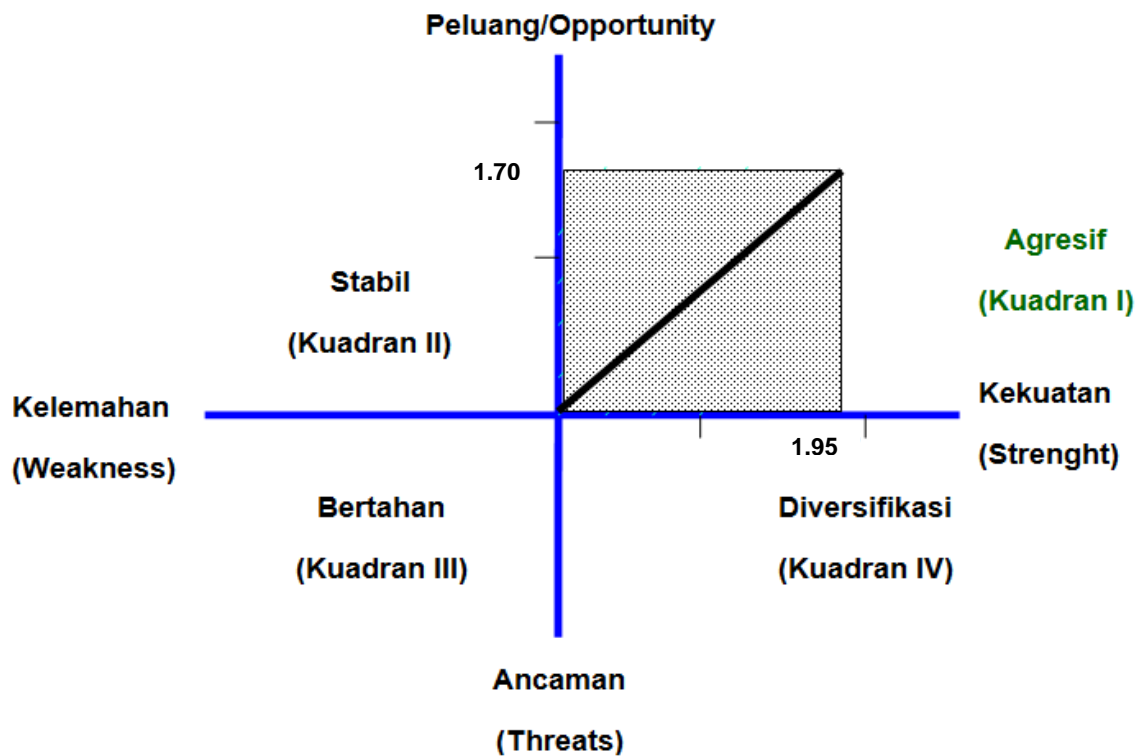 Peluang/Opportunity
1.70
Agresif
(Kuadran I)
Stabil
(Kuadran II)
Kelemahan
(Weakness)
Kekuatan
(Strenght)
1.95
Bertahan
(Kuadran III)
Diversifikasi
(Kuadran IV)
Ancaman
(Threats)